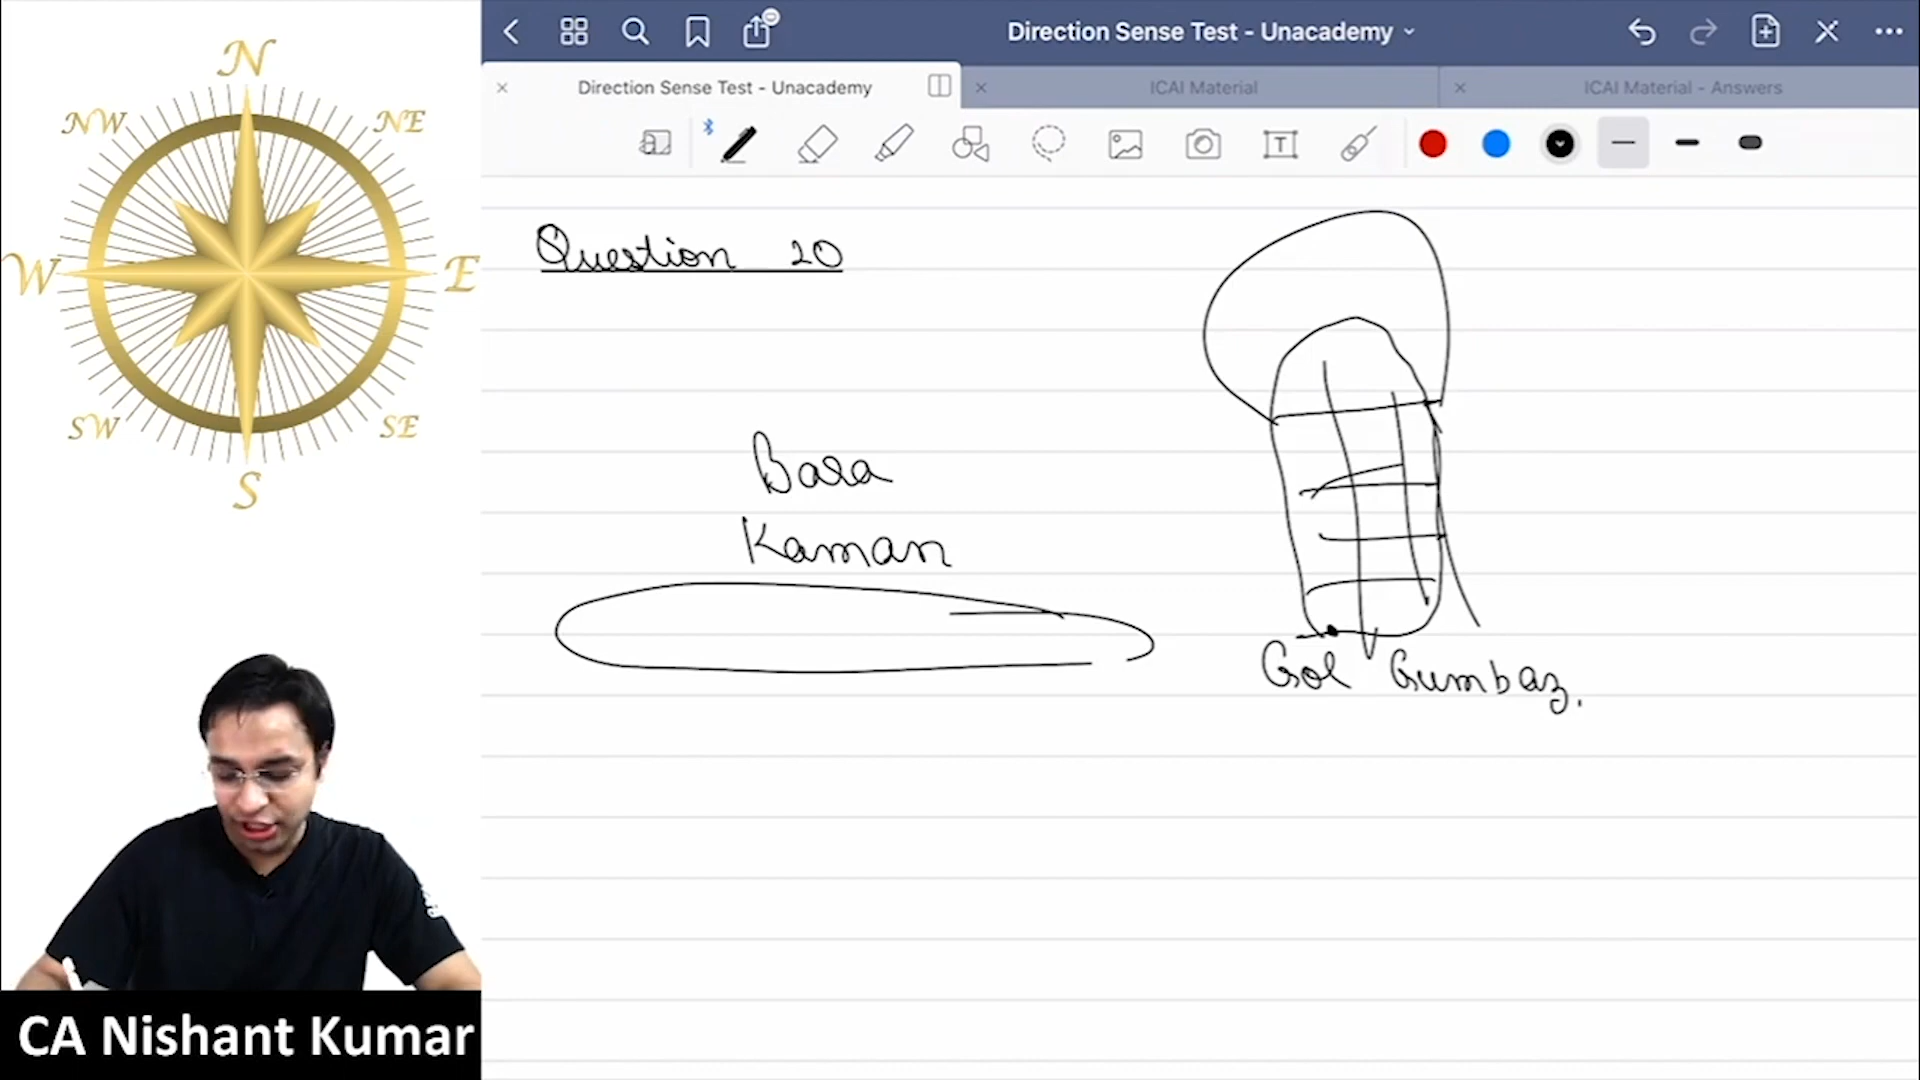 N
NW
NE
W
E
SW
SE
S
CA Nishant Kumar
Direction Sense Test - Unacademy
Direction Sense Test - Unacademy
ICAI Material
ICAI Material - Answers
a
T
Question 20
Bara
Kaman
Gol Gumbaz.